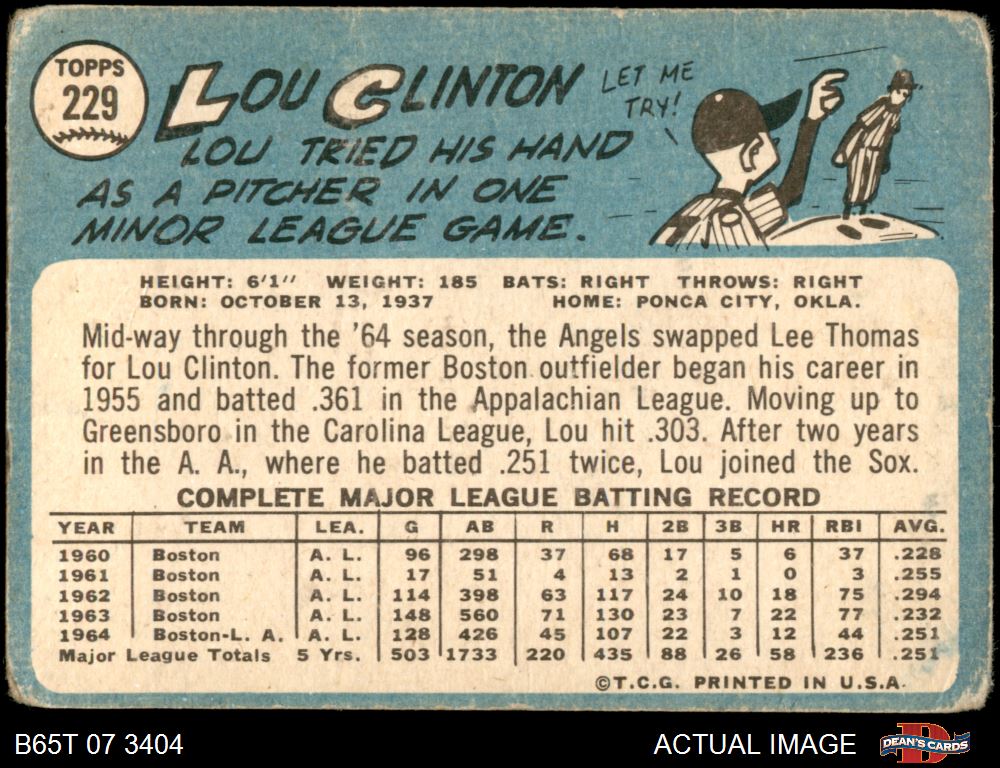 TOPPS
229
LOU CLINTON
LET ME
TRY!
LOU TRIED HIS HAND
AS A PITCHER IN ONE
MINOR LEAGUE GAME.
HEIGHT: 6'1" WEIGHT: 185 BATS: RIGHT THROWS: RIGHT
BORN: OCTOBER 13, 1937 HOME: PONCA CITY, OKLA.
Mid-way through the '64 season, the Angels swapped Lee Thomas
for Lou Clinton. The former Boston outfielder began his career in
1955 and batted .361 in the Appalachian League. Moving up to
Greensboro in the Carolina League, Lou hit .303. After two years
in the A. A., where he batted .251 twice, Lou joined the Sox.
COMPLETE MAJOR LEAGUE BATTING RECORD
YEAR TEAM LEA. G AB R H 2B 3B HR RBI AVG.
1960 Boston A. L. 96 298 37 68 17 5 6 37 .228
1961 Boston A. L. 17 51 4 13 2 1 0 3 .255
1962 Boston A. L. 114 398 63 117 24 10 18 75 .294
1963 Boston A. L. 148 560 71 130 23 7 22 77 .232
1964 Boston-L. A. A. L. 128 426 45 107 22 3 12 44 .251
Major League Totals 5 Yrs. 503 1733 220 435 88 26 58 236 .251
©T.C.G. PRINTED IN U.S.A.
B65T 07 3404
ACTUAL IMAGE
DEAN'S CARDS